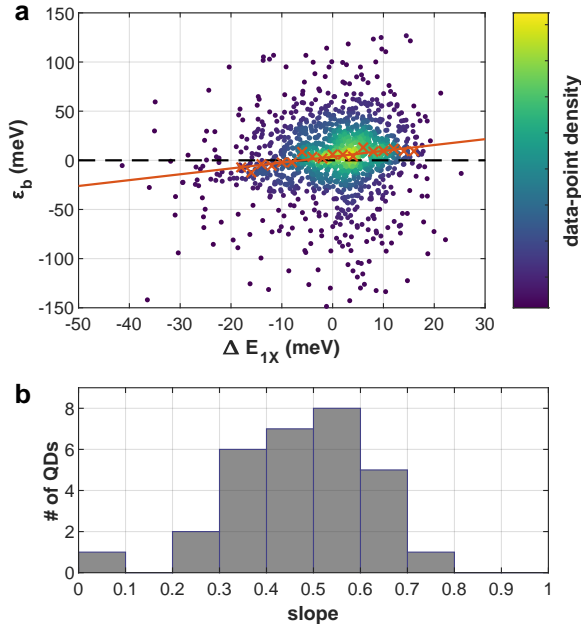 a
150
100
50
0
-50
-100
-150
ε_b (meV)
-50 -40 -30 -20 -10 0 10 20 30
Δ E_1X (meV)
data-point density
b
8
6
4
2
0
# of QDs
0 0.1 0.2 0.3 0.4 0.5 0.6 0.7 0.8 0.9 1
slope